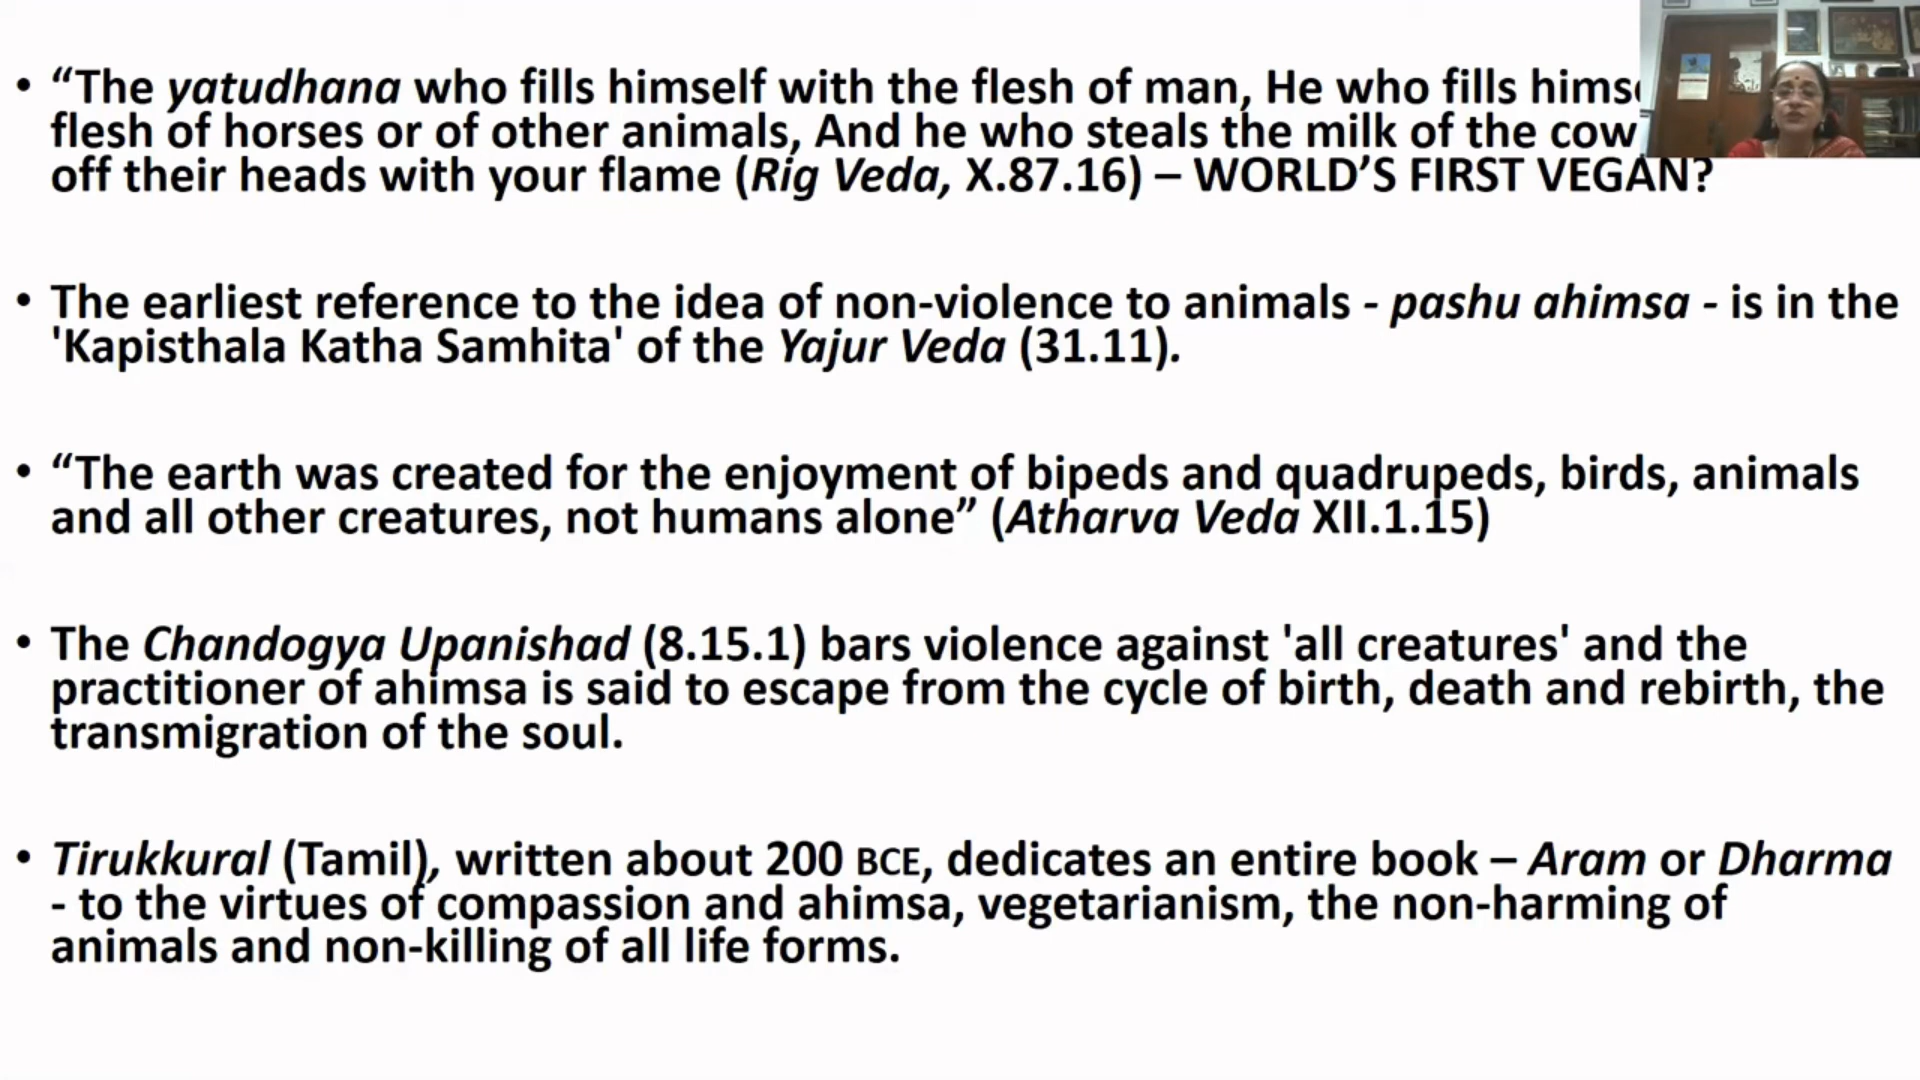 • “The yatudhana who fills himself with the flesh of man, He who fills
flesh of horses or of other animals, And he who steals the milk of the cow
off their heads with your flame (Rig Veda, X.87.16) – WORLD’S FIRST VEGAN?
• The earliest reference to the idea of non-violence to animals - pashu ahimsa - is in the
'Kapisthala Katha Samhita' of the Yajur Veda (31.11).
• “The earth was created for the enjoyment of bipeds and quadrupeds, birds, animals
and all other creatures, not humans alone” (Atharva Veda XII.1.15)
• The Chandogya Upanishad (8.15.1) bars violence against 'all creatures' and the
practitioner of ahimsa is said to escape from the cycle of birth, death and rebirth, the
transmigration of the soul.
• Tirukkural (Tamil), written about 200 BCE, dedicates an entire book – Aram or Dharma
- to the virtues of compassion and ahimsa, vegetarianism, the non-harming of
animals and non-killing of all life forms.